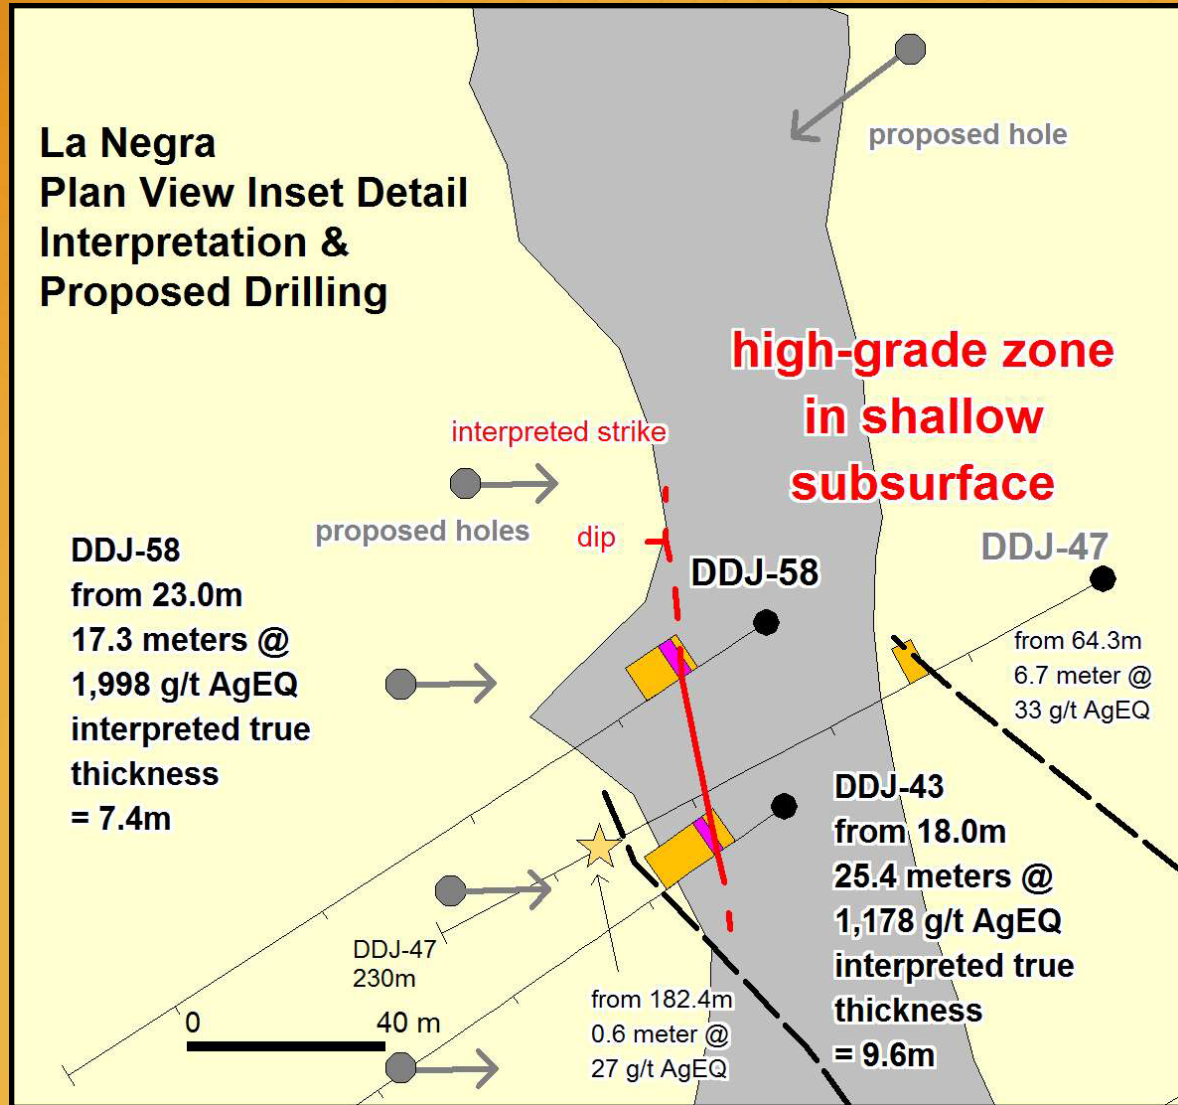 La Negra
Plan View Inset Detail
Interpretation &
Proposed Drilling
proposed hole
high-grade zone
in shallow
subsurface
interpreted strike
proposed holes
dip
DDJ-58
from 23.0m
17.3 meters @
1,998 g/t AgEQ
interpreted true
thickness
= 7.4m
DDJ-58
DDJ-47
from 64.3m
6.7 meter @
33 g/t AgEQ
DDJ-43
from 18.0m
25.4 meters @
1,178 g/t AgEQ
interpreted true
thickness
= 9.6m
DDJ-47
230m
from 182.4m
0.6 meter @
27 g/t AgEQ
0 40 m